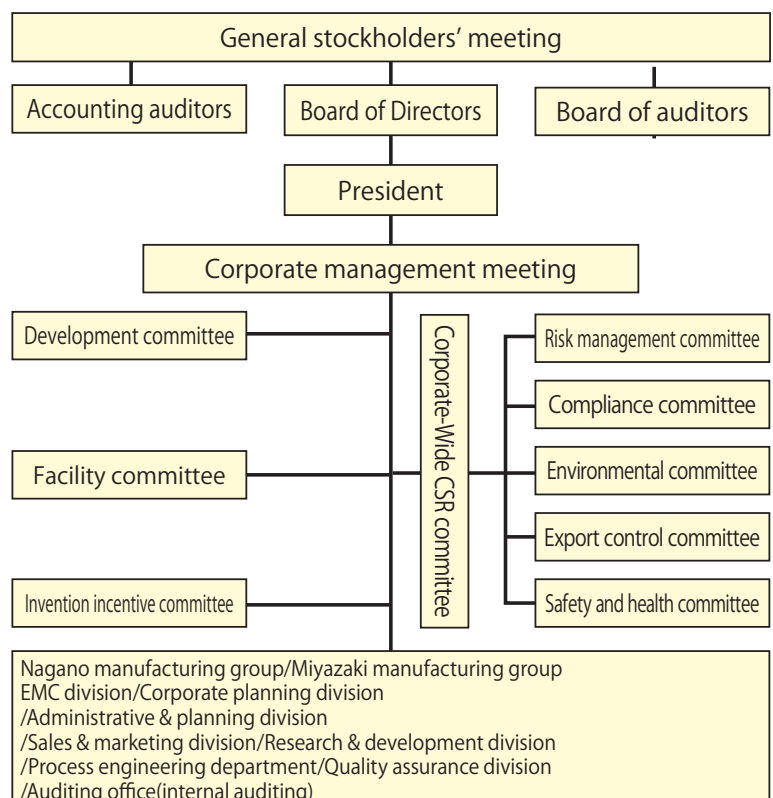 General stockholders’ meeting
Accounting auditors
Board of Directors
Board of auditors
President
Corporate management meeting
Development committee
Facility committee
Invention incentive committee
Corporate-Wide CSR committee
Risk management committee
Compliance committee
Environmental committee
Export control committee
Safety and health committee
Nagano manufacturing group/Miyazaki manufacturing group
EMC division/Corporate planning division
/Administrative & planning division
/Sales & marketing division/Research & development division
/Process engineering department/Quality assurance division
/Auditing office(internal auditing)